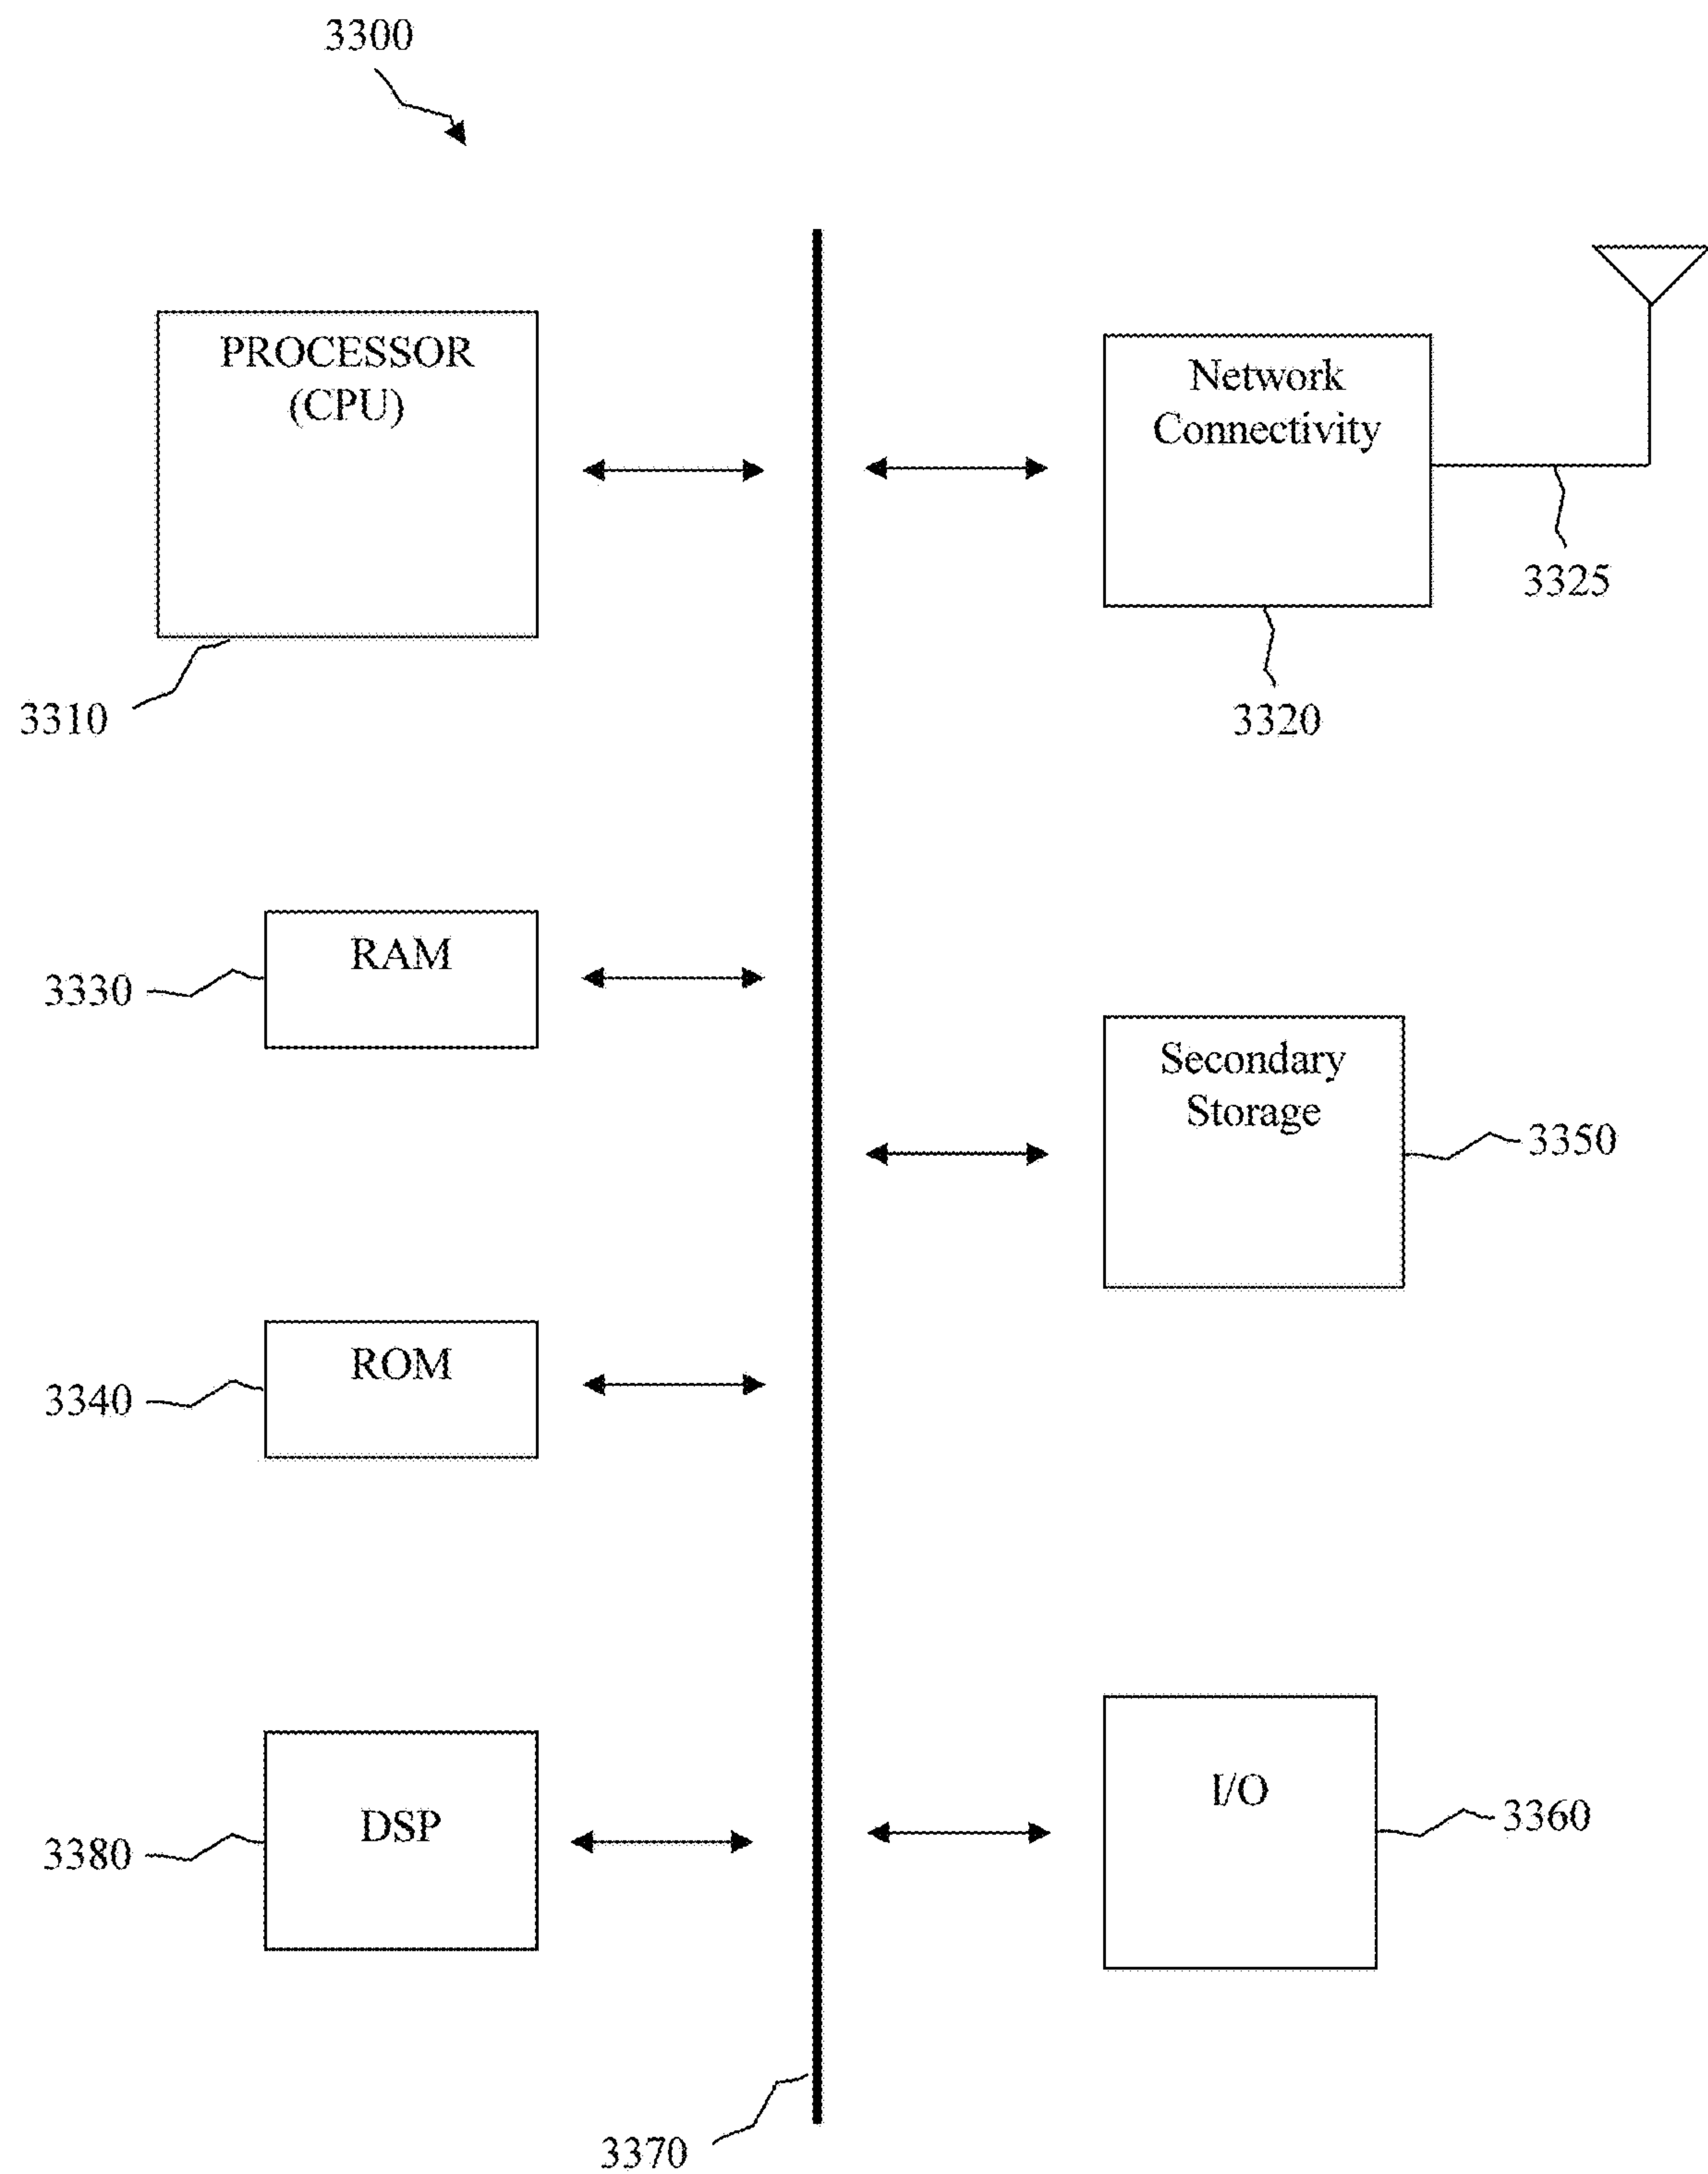 3300
PROCESSOR
(CPU)
3310
Network
Connectivity
3325
3320
RAM
3330
Secondary
Storage
3350
ROM
3340
DSP
3380
I/O
3360
3370